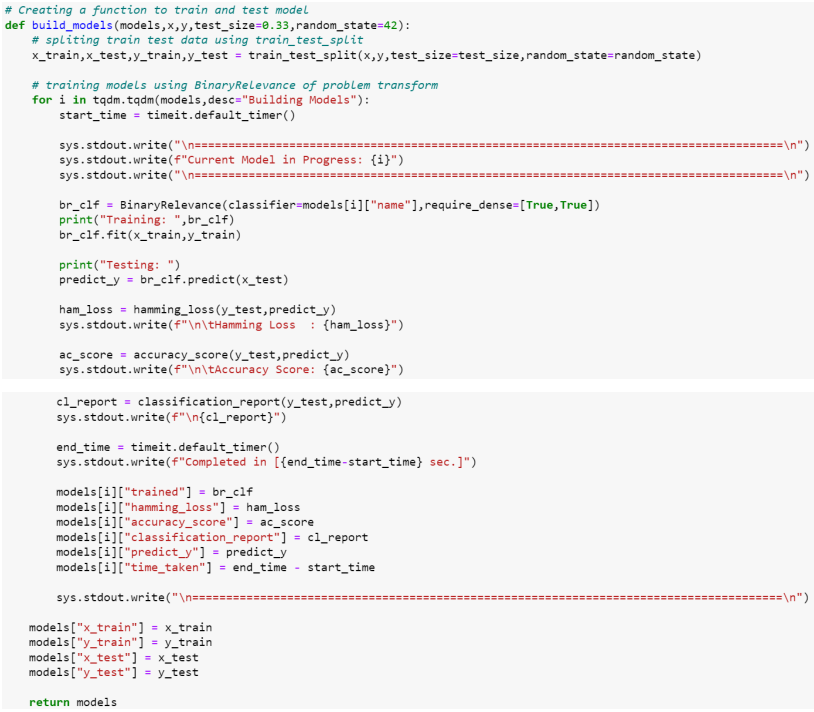 # Creating a function to train and test model
def build_models(models,x,y,test_size=0.33,random_state=42):
    # spliting train test data using train_test_split
    x_train,x_test,y_train,y_test = train_test_split(x,y,test_size=test_size,random_state=random_state)
    # training models using BinaryRelevance of problem transform
    for i in tqdm.tqdm(models,desc="Building Models"):
        start_time = timeit.default_timer()
        sys.stdout.write("\n=======================================================================================\n")
        sys.stdout.write(f"Current Model in Progress: {i}")
        sys.stdout.write("\n=======================================================================================\n")
        br_clf = BinaryRelevance(classifier=models[i]["name"],require_dense=[True,True])
        print("Training: ",br_clf)
        br_clf.fit(x_train,y_train)
        print("Testing: ")
        predict_y = br_clf.predict(x_test)
        ham_loss = hamming_loss(y_test,predict_y)
        sys.stdout.write(f"\n\tHamming Loss  : {ham_loss}")
        ac_score = accuracy_score(y_test,predict_y)
        sys.stdout.write(f"\n\tAccuracy Score: {ac_score}")
        cl_report = classification_report(y_test,predict_y)
        sys.stdout.write(f"\n{cl_report}")
        end_time = timeit.default_timer()
        sys.stdout.write(f"Completed in [{end_time-start_time} sec.]")
        models[i]["trained"] = br_clf
        models[i]["hamming_loss"] = ham_loss
        models[i]["accuracy_score"] = ac_score
        models[i]["classification_report"] = cl_report
        models[i]["predict_y"] = predict_y
        models[i]["time_taken"] = end_time - start_time
        sys.stdout.write("\n=======================================================================================\n")
    models["x_train"] = x_train
    models["y_train"] = y_train
    models["x_test"] = x_test
    models["y_test"] = y_test
    return models